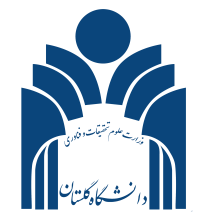 وزارت علوم تحقیقات و فناوری
دانشگاه گلستان